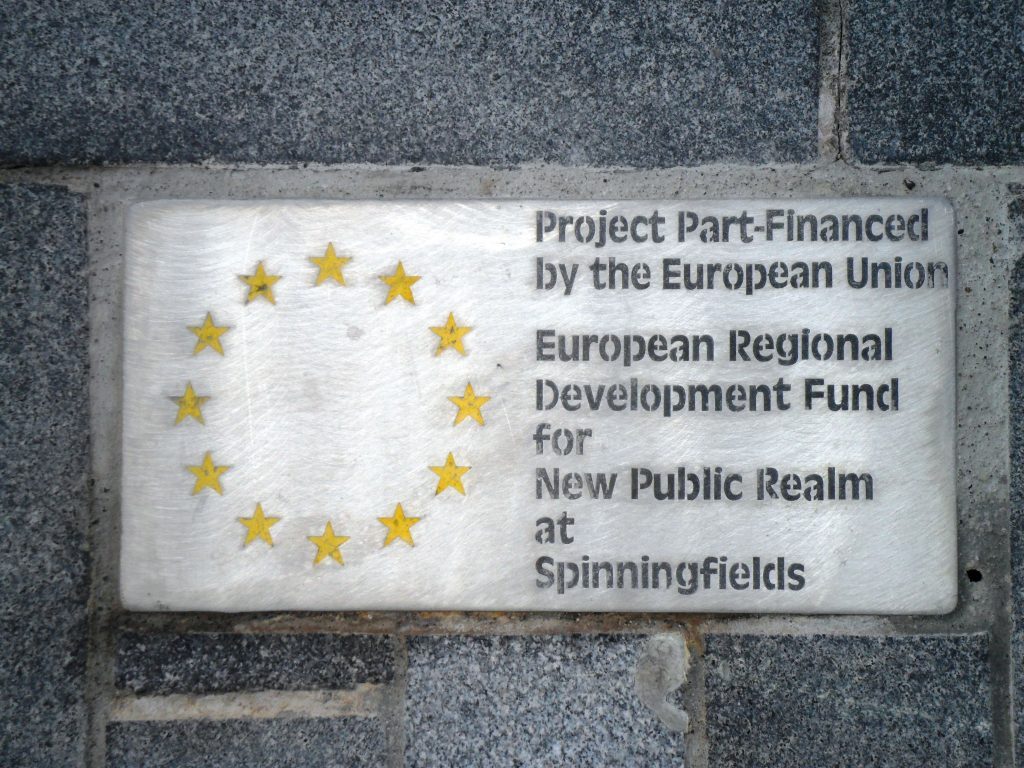 Project Part-Financed
by the European Union
European Regional
Development Fund
for
New Public Realm
at
Spinningfields